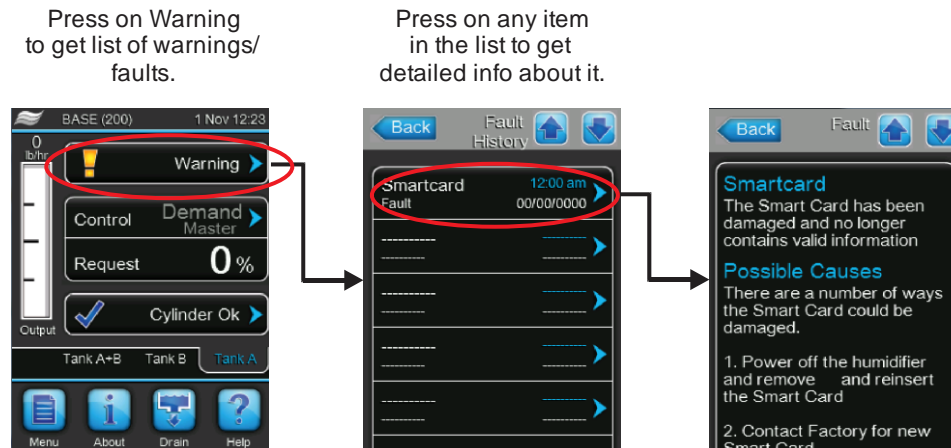 Press on Warning
to get list of warnings/
faults.
Press on any item
in the list to get
detailed info about it.
BASE (200) 1 Nov 12:23
0
lb/hr
Warning
Control Demand
Master
Request 0 %
Cylinder Ok
Output
Tank A+B Tank B Tank A
Menu About Drain Help
Back Fault
History
Smartcard 12:00 am
Fault 00/00/0000
---------- ----------
---------- ----------
---------- ----------
---------- ----------
---------- ----------
---------- ----------
---------- ----------
---------- ----------
Back Fault
Smartcard
The Smart Card has been
damaged and no longer
contains valid information
Possible Causes
There are a number of ways
the Smart Card could be
damaged.
1. Power off the humidifier
and remove and reinsert
the Smart Card
2. Contact Factory for new
Smart Card